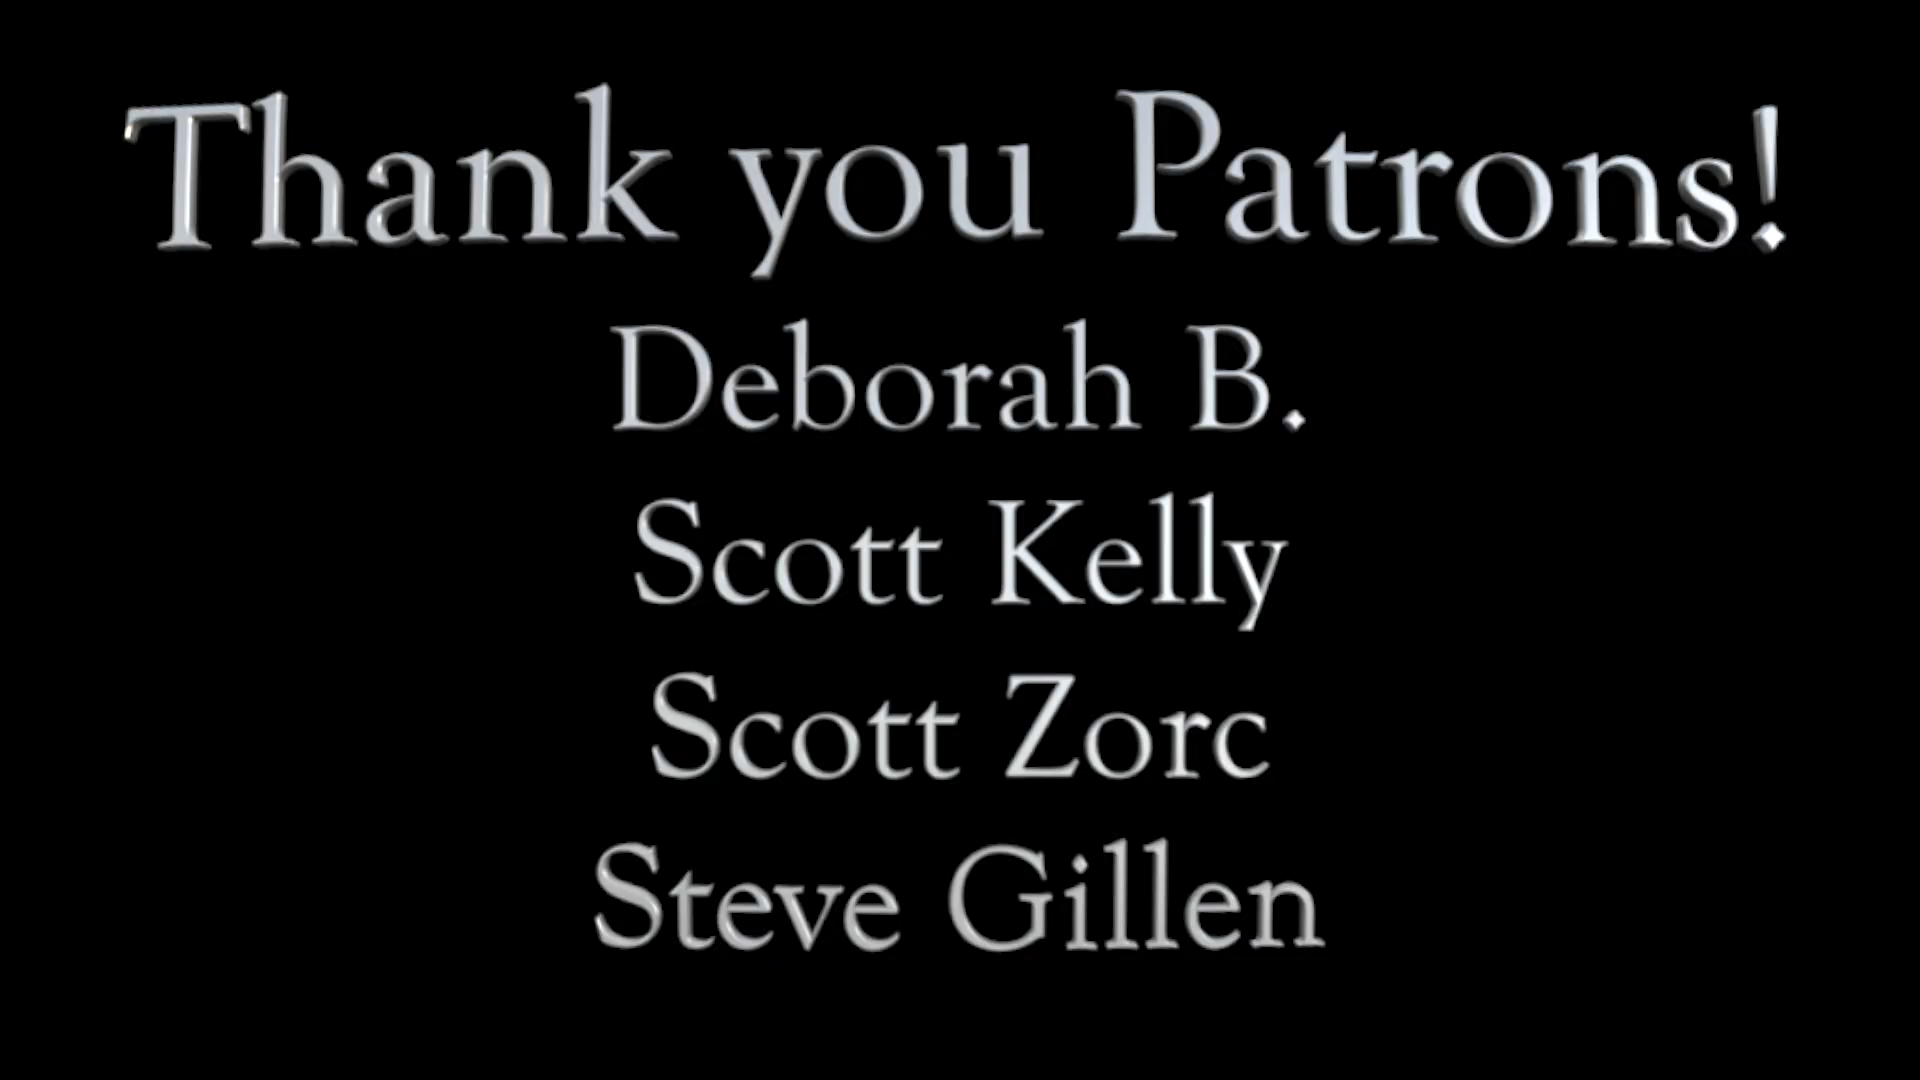 Thank you Patrons!
Deborah B.
Scott Kelly
Scott Zorc
Steve Gillen